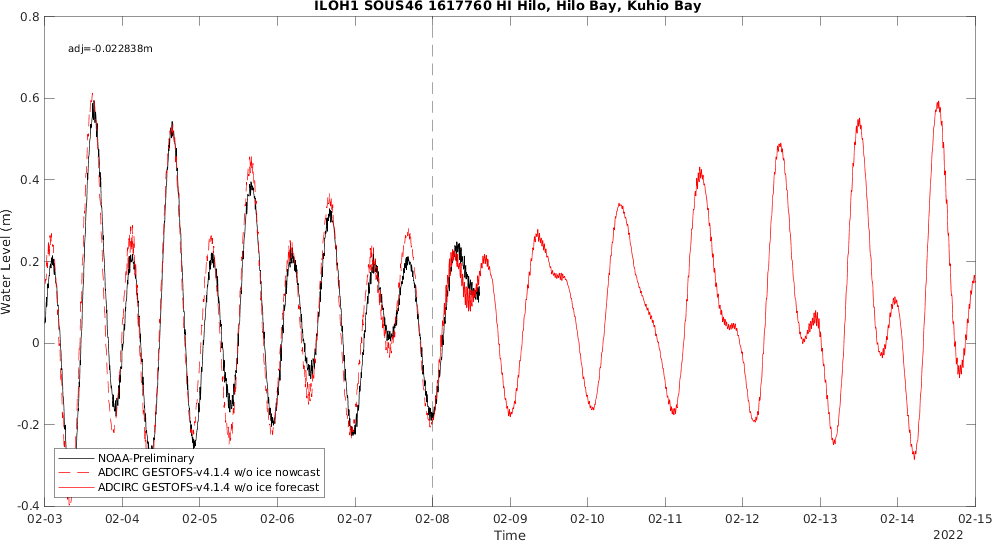 ILOH1 SOUS46 1617760 HI Hilo, Hilo Bay, Kuhio Bay
adj=-0.022838m
Water Level (m)
0.8
0.6
0.4
0.2
0
-0.2
-0.4
NOAA-Preliminary
ADCIRC GESTOFS-v4.1.4 w/o ice nowcast
ADCIRC GESTOFS-v4.1.4 w/o ice forecast
02-03 02-04 02-05 02-06 02-07 02-08 02-09 02-10 02-11 02-12 02-13 02-14 02-15
Time
2022